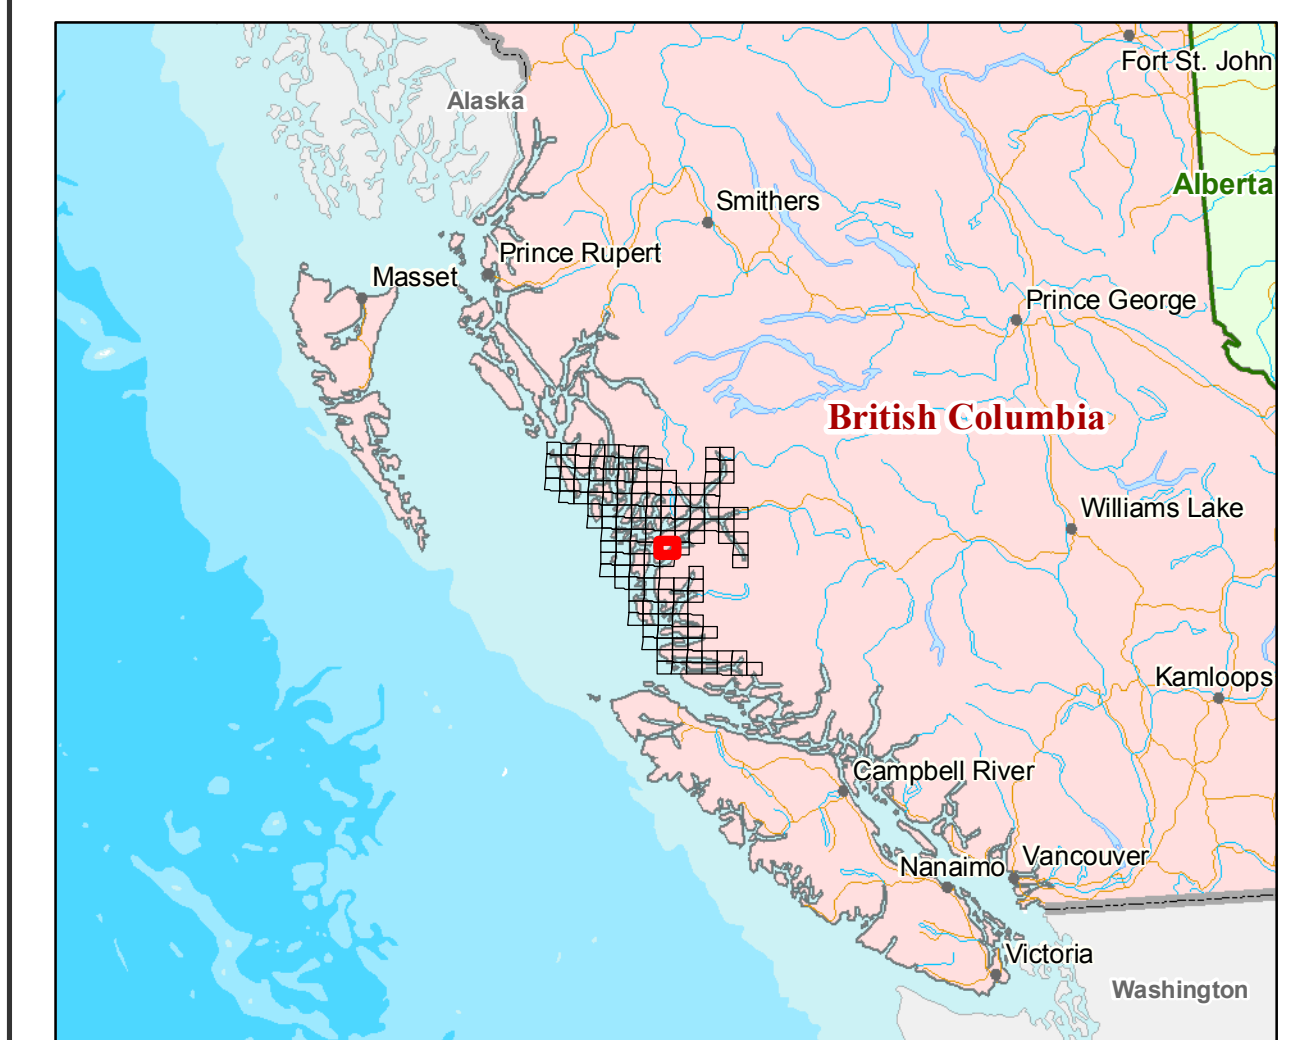 Fort St. John
Alaska
Alberta
Smithers
Prince Rupert
Masset
Prince George
British Columbia
Williams Lake
Kamloops
Campbell River
Vancouver
Nanaimo
Victoria
Washington